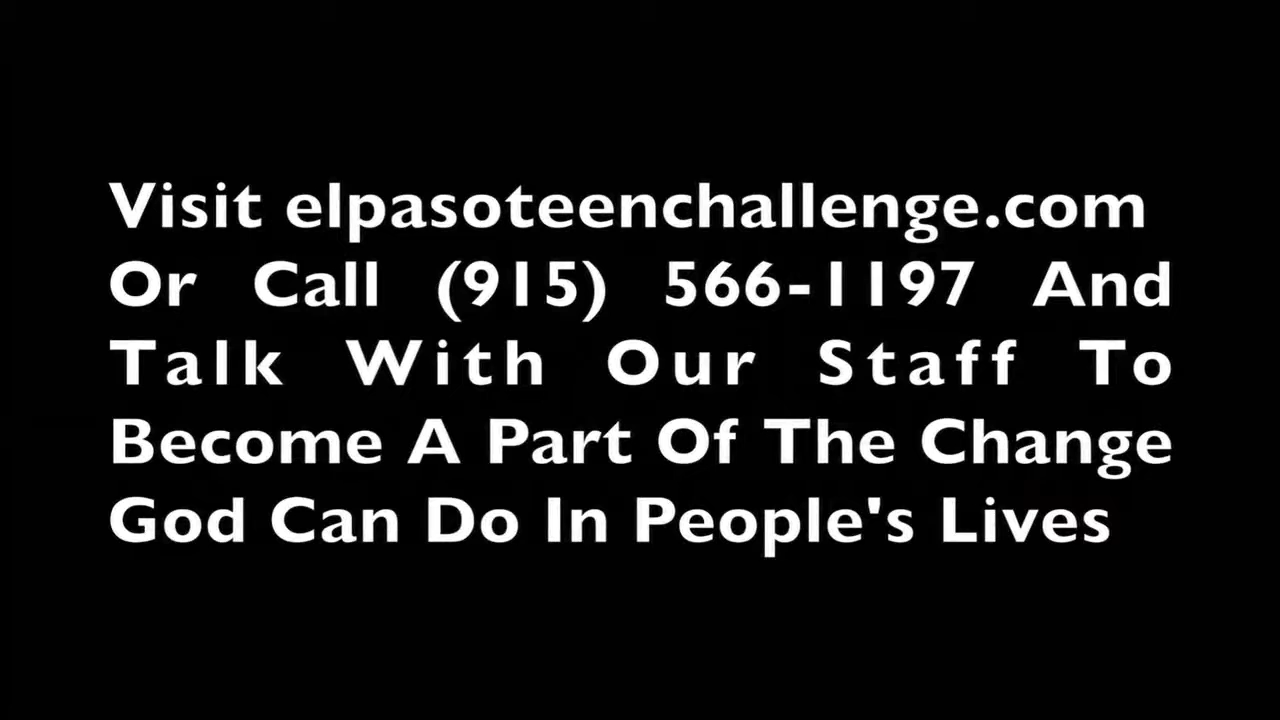 Visit elpasoteenchallenge.com
Or Call (915) 566-1197 And
Talk With Our Staff To
Become A Part Of The Change
God Can Do In People's Lives